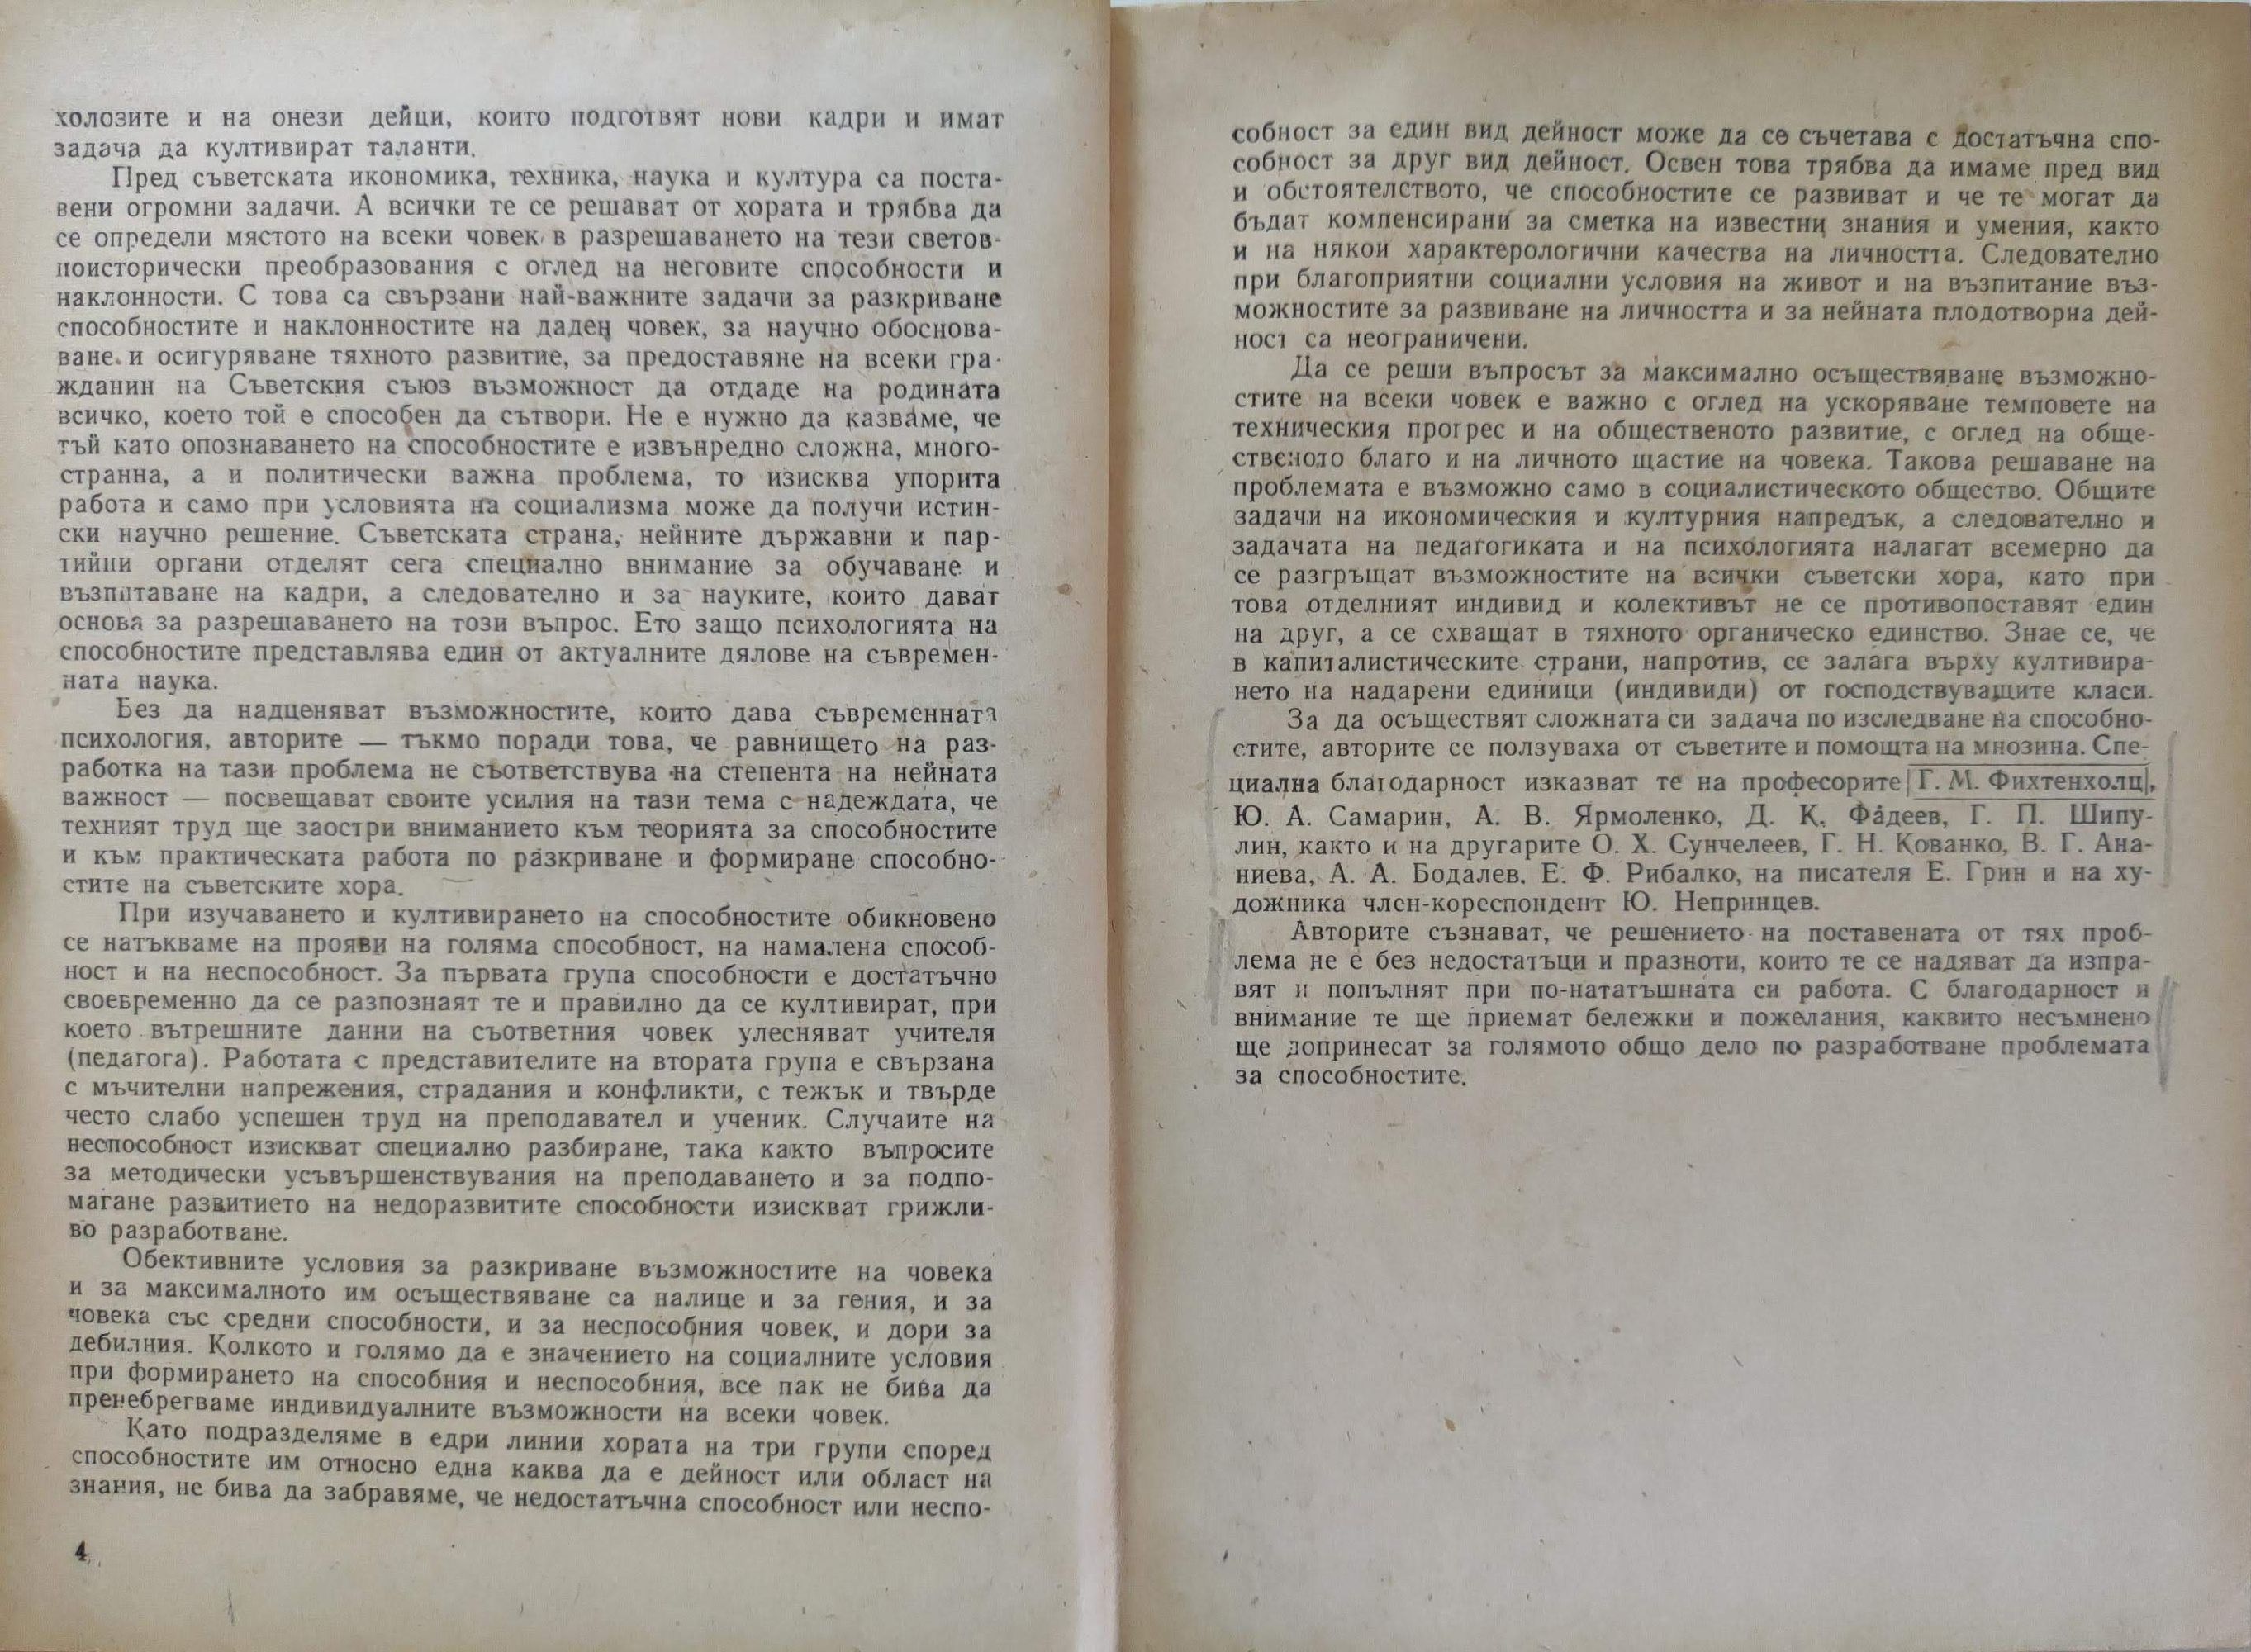 холозите и на онези дейци, които подготвят нови кадри и имат
задача да култивират таланти.
Пред съветската икономика, техника, наука и култура са поста-
вени огромни задачи. А всички те се решават от хората и трябва да
се определи мястото на всеки човек в разрешаването на тези светов-
ноисторически преобразования с оглед на неговите способности и
наклонности. С това са свързани най-важните задачи за разкриване
способностите и наклонностите на даден човек, за научно обоснова-
ване и осигуряване тяхното развитие, за предоставяне на всеки гра-
жданин на Съветския съюз възможност да отдаде на родината
всичко, което той е способен да сътвори. Не е нужно да казваме, че
тъй като опознаването на способностите е извънредно сложна, много-
странна, а и политически важна проблема, то изисква упорита
работа и само при условията на социализма може да получи истин-
ски научно решение. Съветската страна, нейните държавни и пар-
тийни органи отделят сега специално внимание за обучаване и
възпитаване на кадри, а следователно и за науките, които дават
основа за разрешаването на този въпрос. Ето защо психологията на
способностите представлява един от актуалните дялове на съвремен-
ната наука.
Без да надценяват възможностите, които дава съвременната
психология, авторите — тъкмо поради това, че равнището на раз-
работка на тази проблема не съответствува на степента на нейната
важност — посвещават своите усилия на тази тема с надеждата, че
техният труд ще заостри вниманието към теорията за способностите
и към практическата работа по разкриване и формиране способно-
стите на съветските хора.
При изучаването и култивирането на способностите обикновено
се натъкваме на прояви на голяма способност, на намалена способ-
ност и на неспособност. За първата група способности е достатъчно
своевременно да се разпознаят те и правилно да се култивират, при
което вътрешните данни на съответния човек улесняват учителя
(педагога). Работата с представителите на втората група е свързана
с мъчителни напрежения, страдания и конфликти, с тежък и твърде
често слабо успешен труд на преподавател и ученик. Случаите на
неспособност изискват специално разбиране, така както въпросите
за методически усъвършенствувания на преподаването и за подпо-
магане развитието на недоразвитите способности изискват грижли-
во разработване.
Обективните условия за разкриване възможностите на човека
и за максималното им осъществяване са налице и за гения, и за
човека със средни способности, и за неспособния човек, и дори за
дебилния. Колкото и голямо да е значението на социалните условия
при формирането на способния и неспособния, все пак не бива да
пренебрегваме индивидуалните възможности на всеки човек.
Като подразделяме в едри линии хората на три групи според
способностите им относно една каква да е дейност или област на
знания, не бива да забравяме, че недостатъчна способност или неспо-
4
собност за един вид дейност може да се съчетава с достатъчна спо-
собност за друг вид дейност. Освен това трябва да имаме пред вид
и обстоятелството, че способностите се развиват и че те могат да
бъдат компенсирани за сметка на известни знания и умения, както
и на някои характерологични качества на личността. Следователно
при благоприятни социални условия на живот и на възпитание въз-
можностите за развиване на личността и за нейната плодотворна дей-
ност са неограничени.
Да се реши въпросът за максимално осъществяване възможно-
стите на всеки човек е важно с оглед на ускоряване темповете на
техническия прогрес и на общественото развитие, с оглед на обще-
ственото благо и на личното щастие на човека. Такова решаване на
проблемата е възможно само в социалистическото общество. Общите
задачи на икономическия и културния напредък, а следователно и
задачата на педагогиката и на психологията налагат всемерно да
се разгръщат възможностите на всички съветски хора, като при
това отделният индивид и колективът не се противопоставят един
на друг, а се схващат в тяхното органическо единство. Знае се, че
в капиталистическите страни, напротив, се залага върху култивира-
нето на надарени единици (индивиди) от господствуващите класи.
За да осъществят сложната си задача по изследване на способно-
стите, авторите се ползуваха от съветите и помощта на мнозина. Спе-
циална благодарност изказват те на професорите Г. М. Фихтенхолц,
Ю. А. Самарин, А. В. Ярмоленко, Д. К. Фадеев, Г. П. Шипу-
лин, както и на другарите О. Х. Сунчелеев, Г. Н. Кованко, В. Г. Ана-
ниева, А. А. Бодалев, Е. Ф. Рибалко, на писателя Е. Грин и на ху-
дожника член-кореспондент Ю. Непринцев.
Авторите съзнават, че решението на поставената от тях проб-
лема не е без недостатъци и празноти, които те се надяват да изпра-
вят и попълнят при по-нататъшната си работа. С благодарност и
внимание те ще приемат бележки и пожелания, каквито несъмнено
ще допринесат за голямото общо дело по разработване проблемата
за способностите.